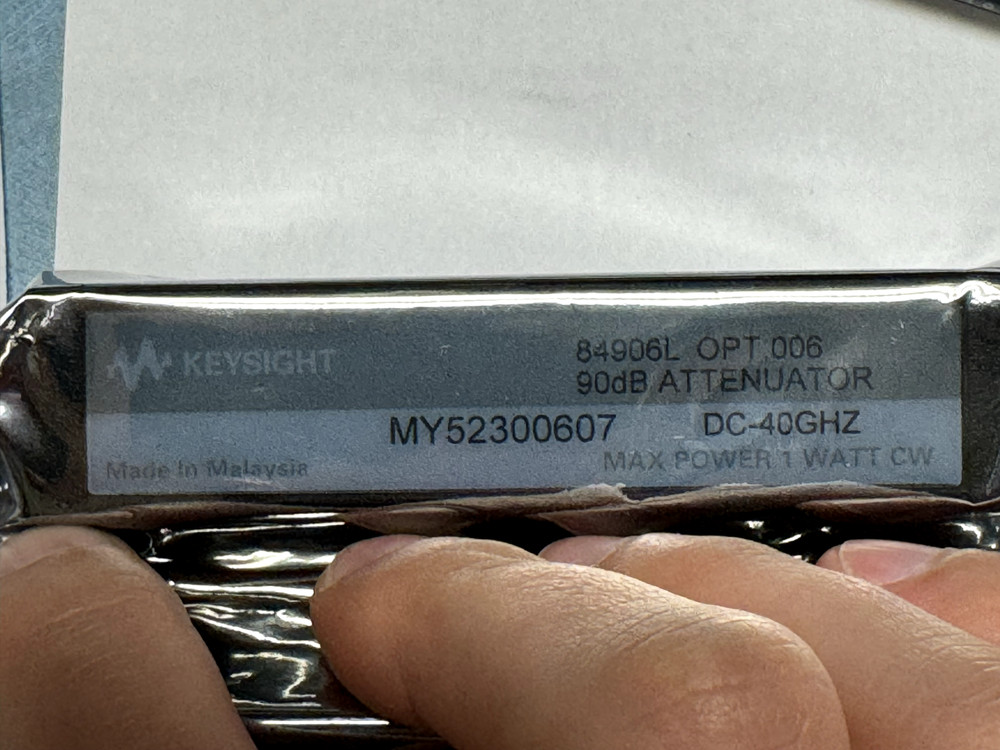 KEYSIGHT
84906L OPT 006
90dB ATTENUATOR
MY52300607 DC-40GHZ
Made In Malaysia MAX POWER 1 WATT CW